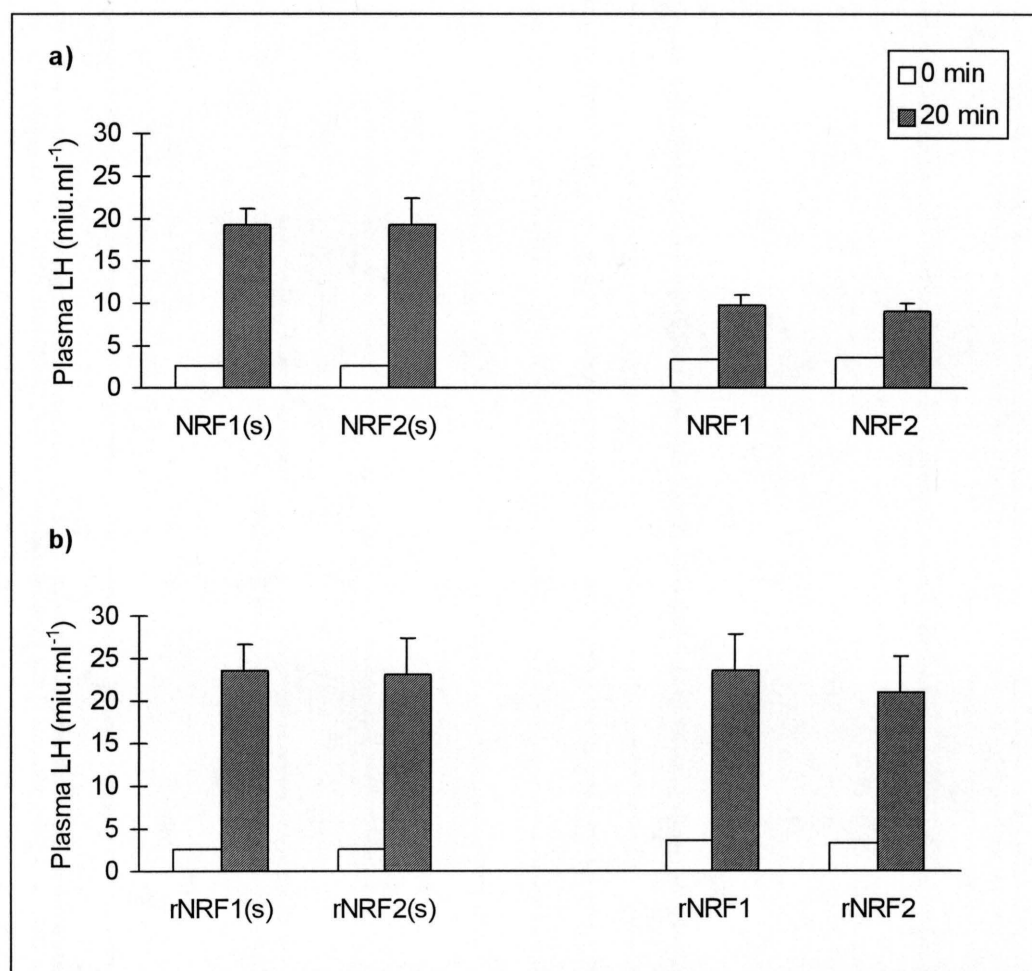 a)
0 min
20 min
Plasma LH (miu.ml⁻¹)
30
25
20
15
10
5
0
NRF1(s) NRF2(s) NRF1 NRF2
b)
Plasma LH (miu.ml⁻¹)
30
25
20
15
10
5
0
rNRF1(s) rNRF2(s) rNRF1 rNRF2